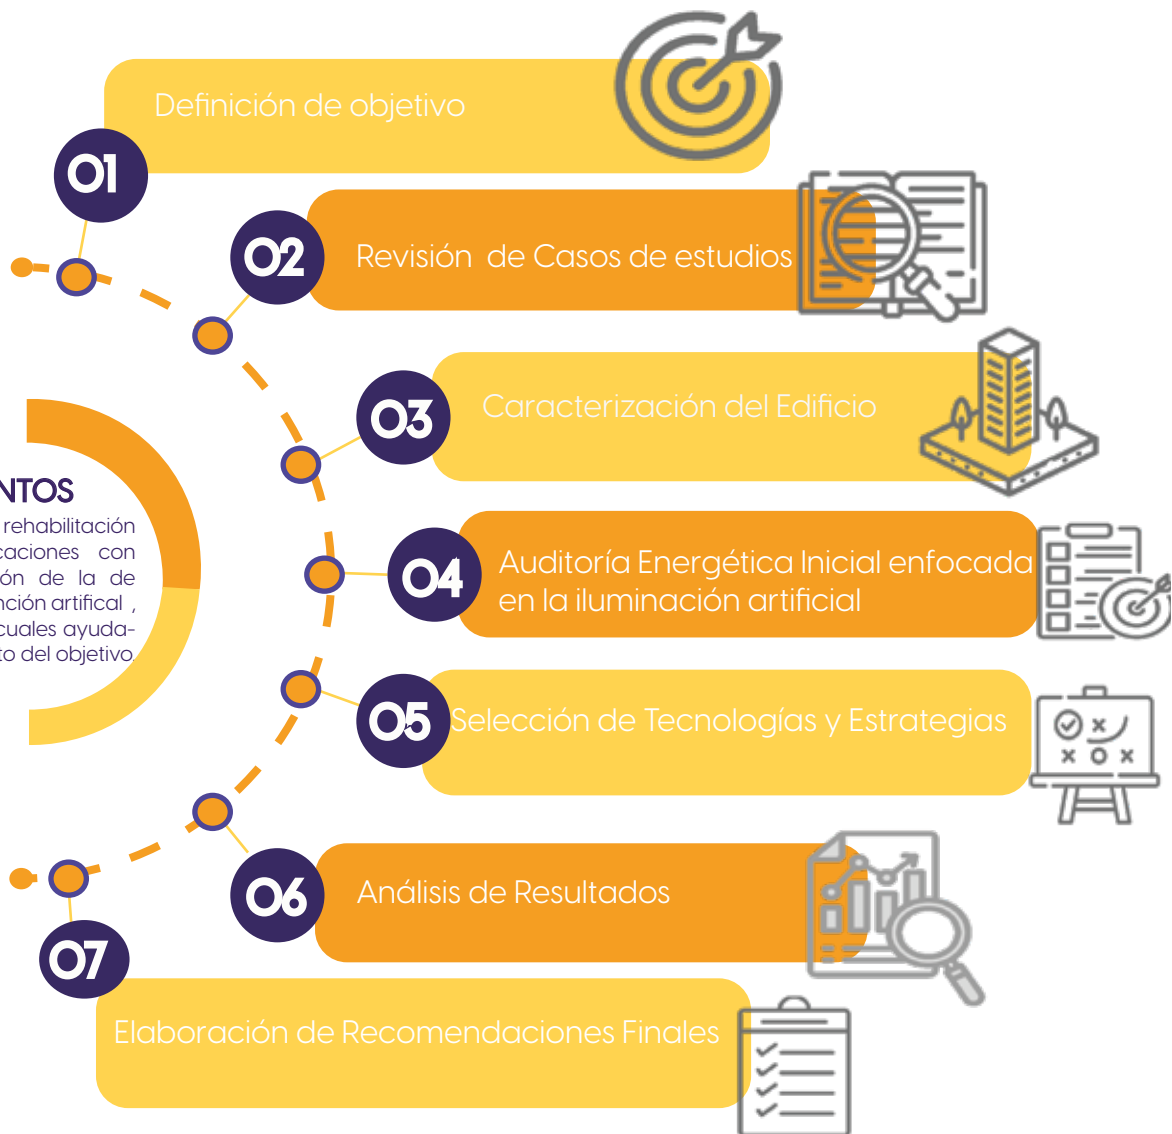 Definición de objetivo
01
02
Revisión de Casos de estudios
03
Caracterización del Edificio
NTOS
rehabilitación
caciones con
ón de la de
nción artifical ,
cuales ayuda-
to del objetivo.
04
Auditoría Energética Inicial enfocada
en la iluminación artificial
05
Selección de Tecnologías y Estrategias
06
Análisis de Resultados
07
Elaboración de Recomendaciones Finales